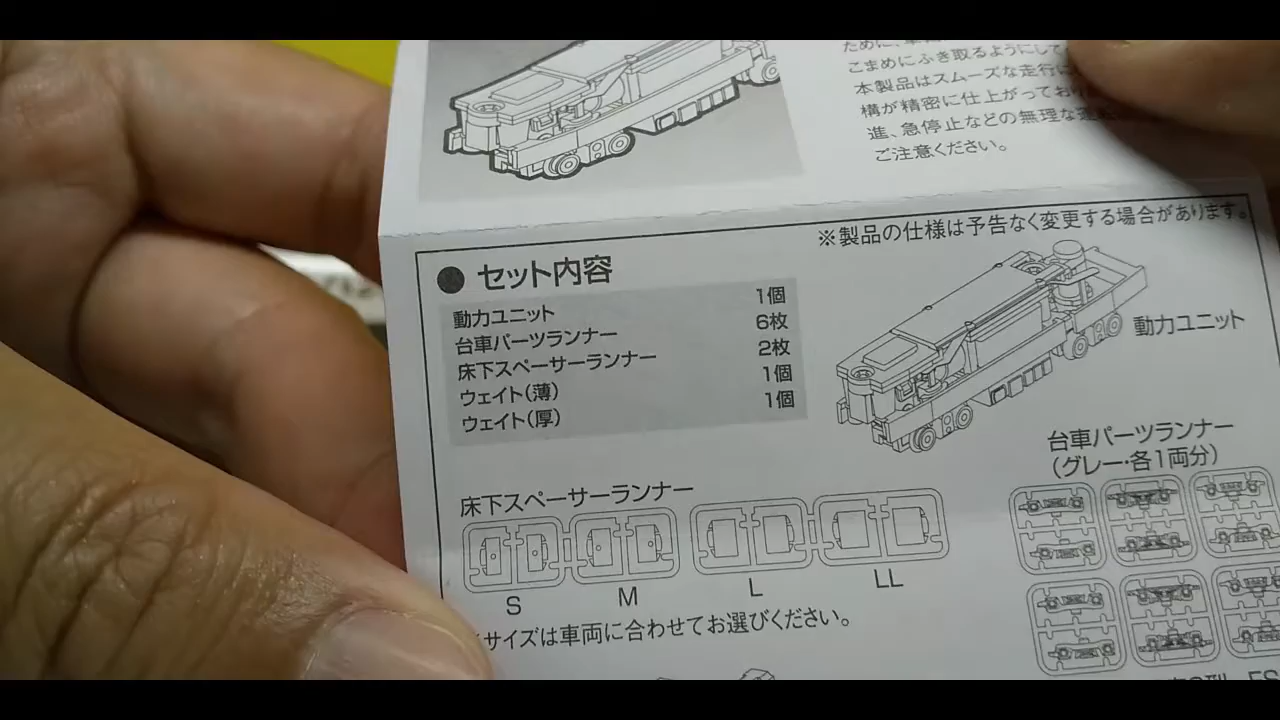 ために、
こまめにふき取るようにして
本製品はスムーズな走行に
構が精密に仕上がっており
進、急停止などの無理な運転
ご注意ください。
※製品の仕様は予告なく変更する場合があります。
●セット内容
動力ユニット 1個
台車パーツランナー 6枚
床下スペーサーランナー 2枚
ウェイト(薄) 1個
ウェイト(厚) 1個
動力ユニット
台車パーツランナー
(グレー・各1両分)
床下スペーサーランナー
S M L LL
サイズは車両に合わせてお選びください。